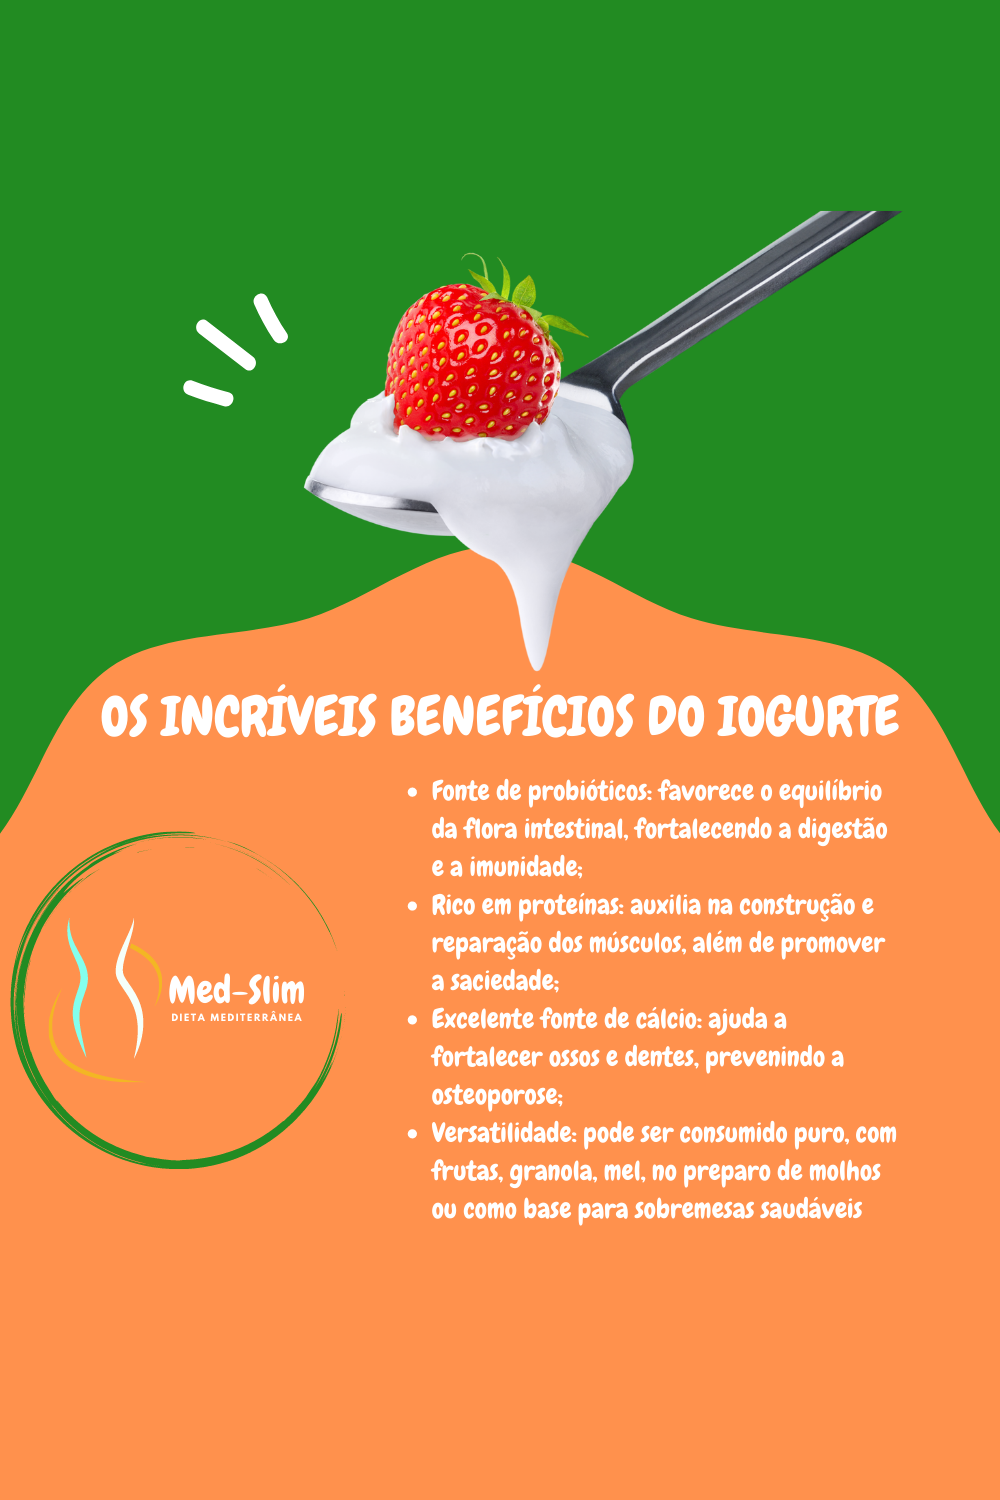 OS INCRÍVEIS BENEFÍCIOS DO IOGURTE
• Fonte de probióticos: favorece o equilíbrio
da flora intestinal, fortalecendo a digestão
e a imunidade;
• Rico em proteínas: auxilia na construção e
reparação dos músculos, além de promover
a saciedade;
• Excelente fonte de cálcio: ajuda a
fortalecer ossos e dentes, prevenindo a
osteoporose;
• Versatilidade: pode ser consumido puro, com
frutas, granola, mel, no preparo de molhos
ou como base para sobremesas saudáveis
Med-Slim
DIETA MEDITERRÂNEA